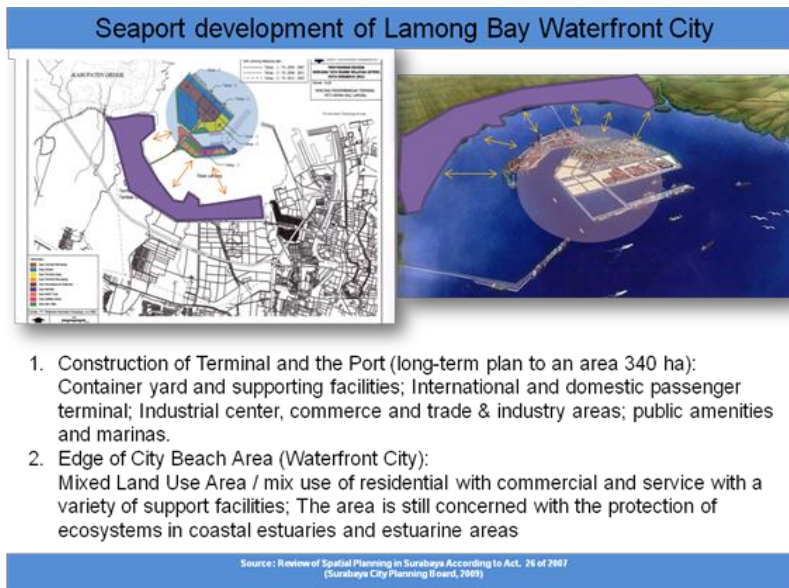 Seaport development of Lamong Bay Waterfront City
KABUPATEN GRESIK
1. Construction of Terminal and the Port (long-term plan to an area 340 ha):
Container yard and supporting facilities; International and domestic passenger
terminal; Industrial center, commerce and trade & industry areas; public amenities
and marinas.
2. Edge of City Beach Area (Waterfront City):
Mixed Land Use Area / mix use of residential with commercial and service with a
variety of support facilities; The area is still concerned with the protection of
ecosystems in coastal estuaries and estuarine areas
Source : Review of Spatial Planning in Surabaya According to Act. 26 of 2007
(Surabaya City Planning Board, 2009)